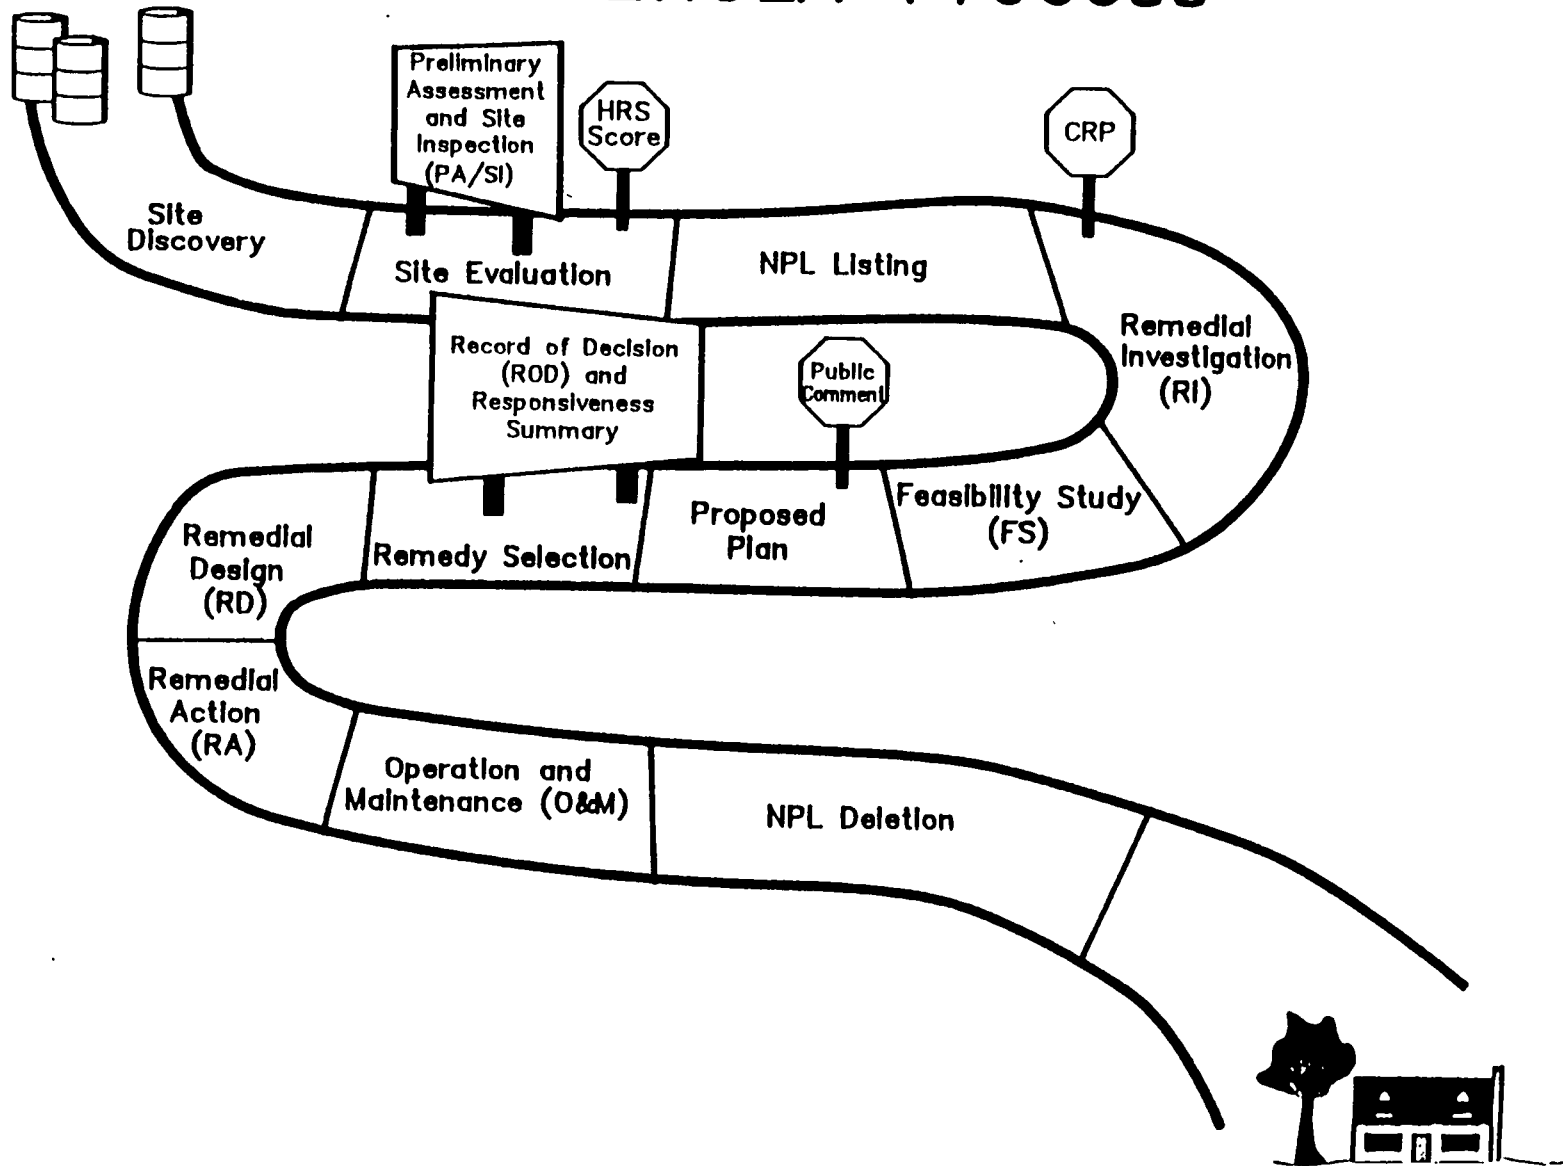 Preliminary
Assessment
and Site
Inspection
(PA/SI)
HRS
Score
CRP
Site
Discovery
Site Evaluation
NPL Listing
Remedial
Investigation
(RI)
Record of Decision
(ROD) and
Responsiveness
Summary
Public
Comment
Feasibility Study
(FS)
Proposed
Plan
Remedy Selection
Remedial
Design
(RD)
Remedial
Action
(RA)
Operation and
Maintenance (O&M)
NPL Deletion